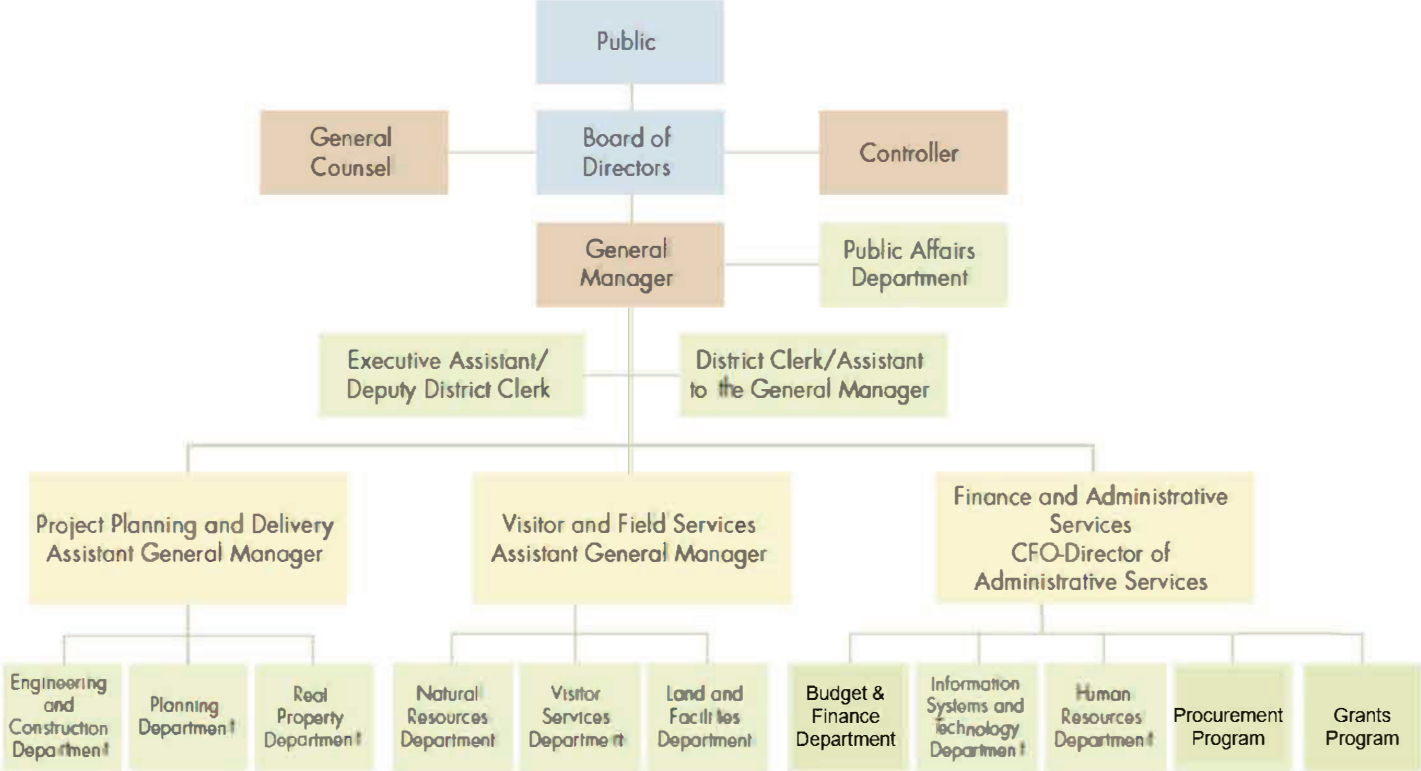 Public
General
Counsel
Board of
Directors
Controller
General
Manager
Public Affairs
Department
Executive Assistant/
Deputy District Clerk
District Clerk/Assistant
to the General Manager
Project Planning and Delivery
Assistant General Manager
Visitor and Field Services
Assistant General Manager
Finance and Administrative
Services
CFO-Director of
Administrative Services
Engineering
and
Construction
Department
Planning
Department
Real
Property
Department
Natural
Resources
Department
Visitor
Services
Department
Land and
Facilities
Department
Budget &
Finance
Department
Information
Systems and
Technology
Department
Human
Resources
Department
Procurement
Program
Grants
Program